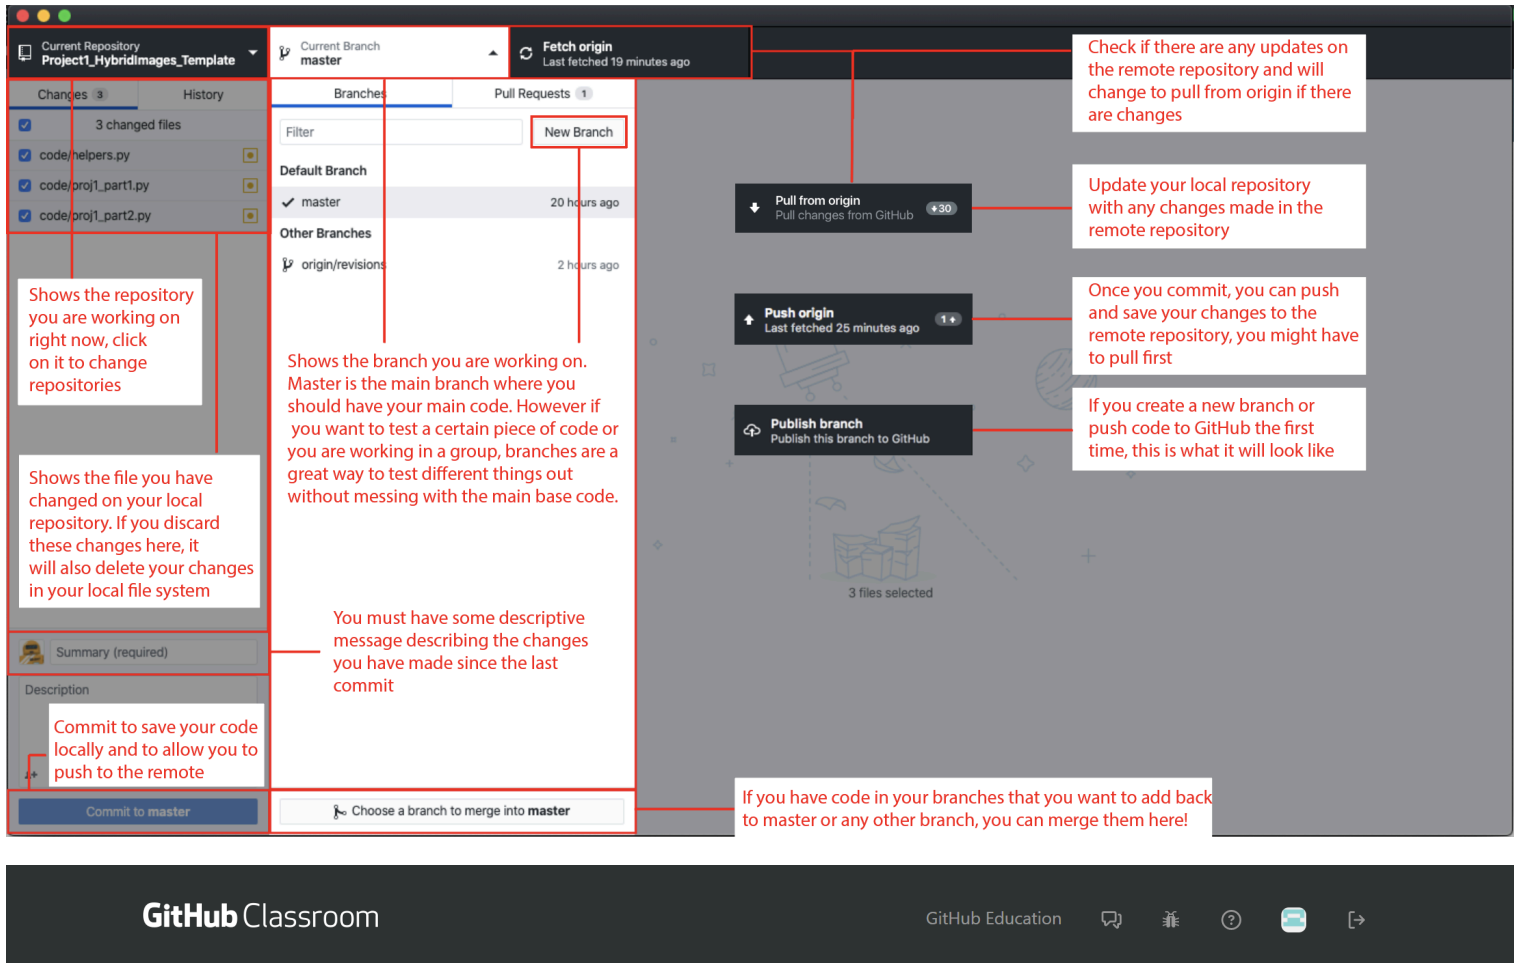 Current Repository
Project1_HybridImages_Template
Current Branch
master
Fetch origin
Last fetched 19 minutes ago
Check if there are any updates on
the remote repository and will
change to pull from origin if there
are changes
Changes 3
History
Branches
Pull Requests 1
3 changed files
Filter
New Branch
code/helpers.py
code/proj1_part1.py
code/proj1_part2.py
Default Branch
master
20 hours ago
Other Branches
origin/revisions
2 hours ago
Pull from origin
Pull changes from GitHub
30
Update your local repository
with any changes made in the
remote repository
Shows the repository
you are working on
right now, click
on it to change
repositories
Push origin
Last fetched 25 minutes ago
1
Once you commit, you can push
and save your changes to the
remote repository, you might have
to pull first
Shows the branch you are working on.
Master is the main branch where you
should have your main code. However if
you want to test a certain piece of code or
you are working in a group, branches are a
great way to test different things out
without messing with the main base code.
Publish branch
Publish this branch to GitHub
If you create a new branch or
push code to GitHub the first
time, this is what it will look like
Shows the file you have
changed on your local
repository. If you discard
these changes here, it
will also delete your changes
in your local file system
3 files selected
You must have some descriptive
message describing the changes
you have made since the last
commit
Summary (required)
Description
Commit to save your code
locally and to allow you to
push to the remote
Commit to master
Choose a branch to merge into master
If you have code in your branches that you want to add back
to master or any other branch, you can merge them here!
GitHub Classroom
GitHub Education